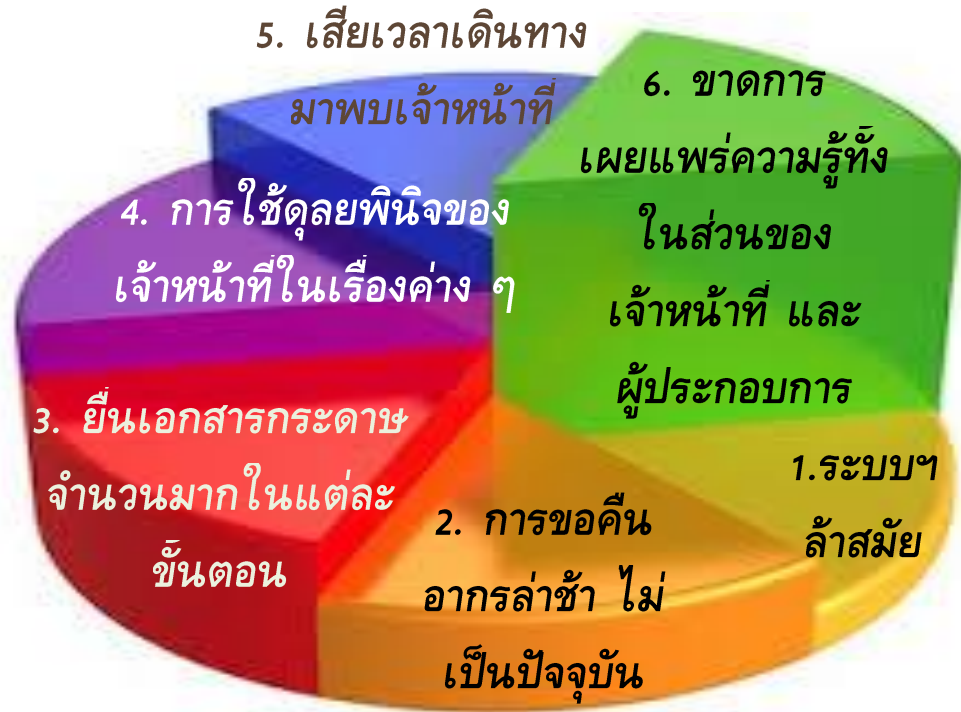 5. เสียเวลาเดินทาง
มาพบเจ้าหน้าที่
6. ขาดการ
เผยแพร่ความรู้ทั้ง
ในส่วนของ
เจ้าหน้าที่ และ
ผู้ประกอบการ
4. การใช้ดุลยพินิจของ
เจ้าหน้าที่ในเรื่องค่าง ๆ
3. ยื่นเอกสารกระดาษ
จำนวนมากในแต่ละ
ขั้นตอน
2. การขอคืน
อากรล่าช้า ไม่
เป็นปัจจุบัน
1.ระบบฯ
ล้าสมัย